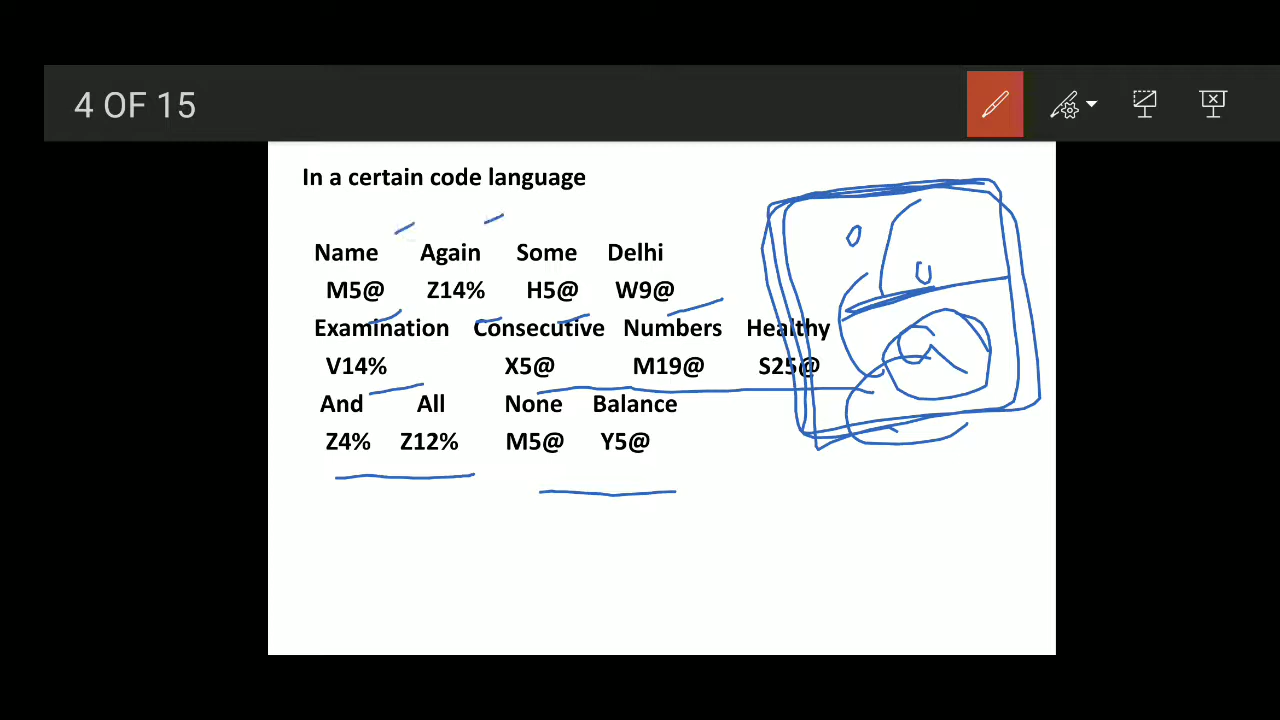 4 OF 15
In a certain code language
Name Again Some Delhi
M5@ Z14% H5@ W9@
Examination Consecutive Numbers Healthy
V14% X5@ M19@ S25@
And All None Balance
Z4% Z12% M5@ Y5@